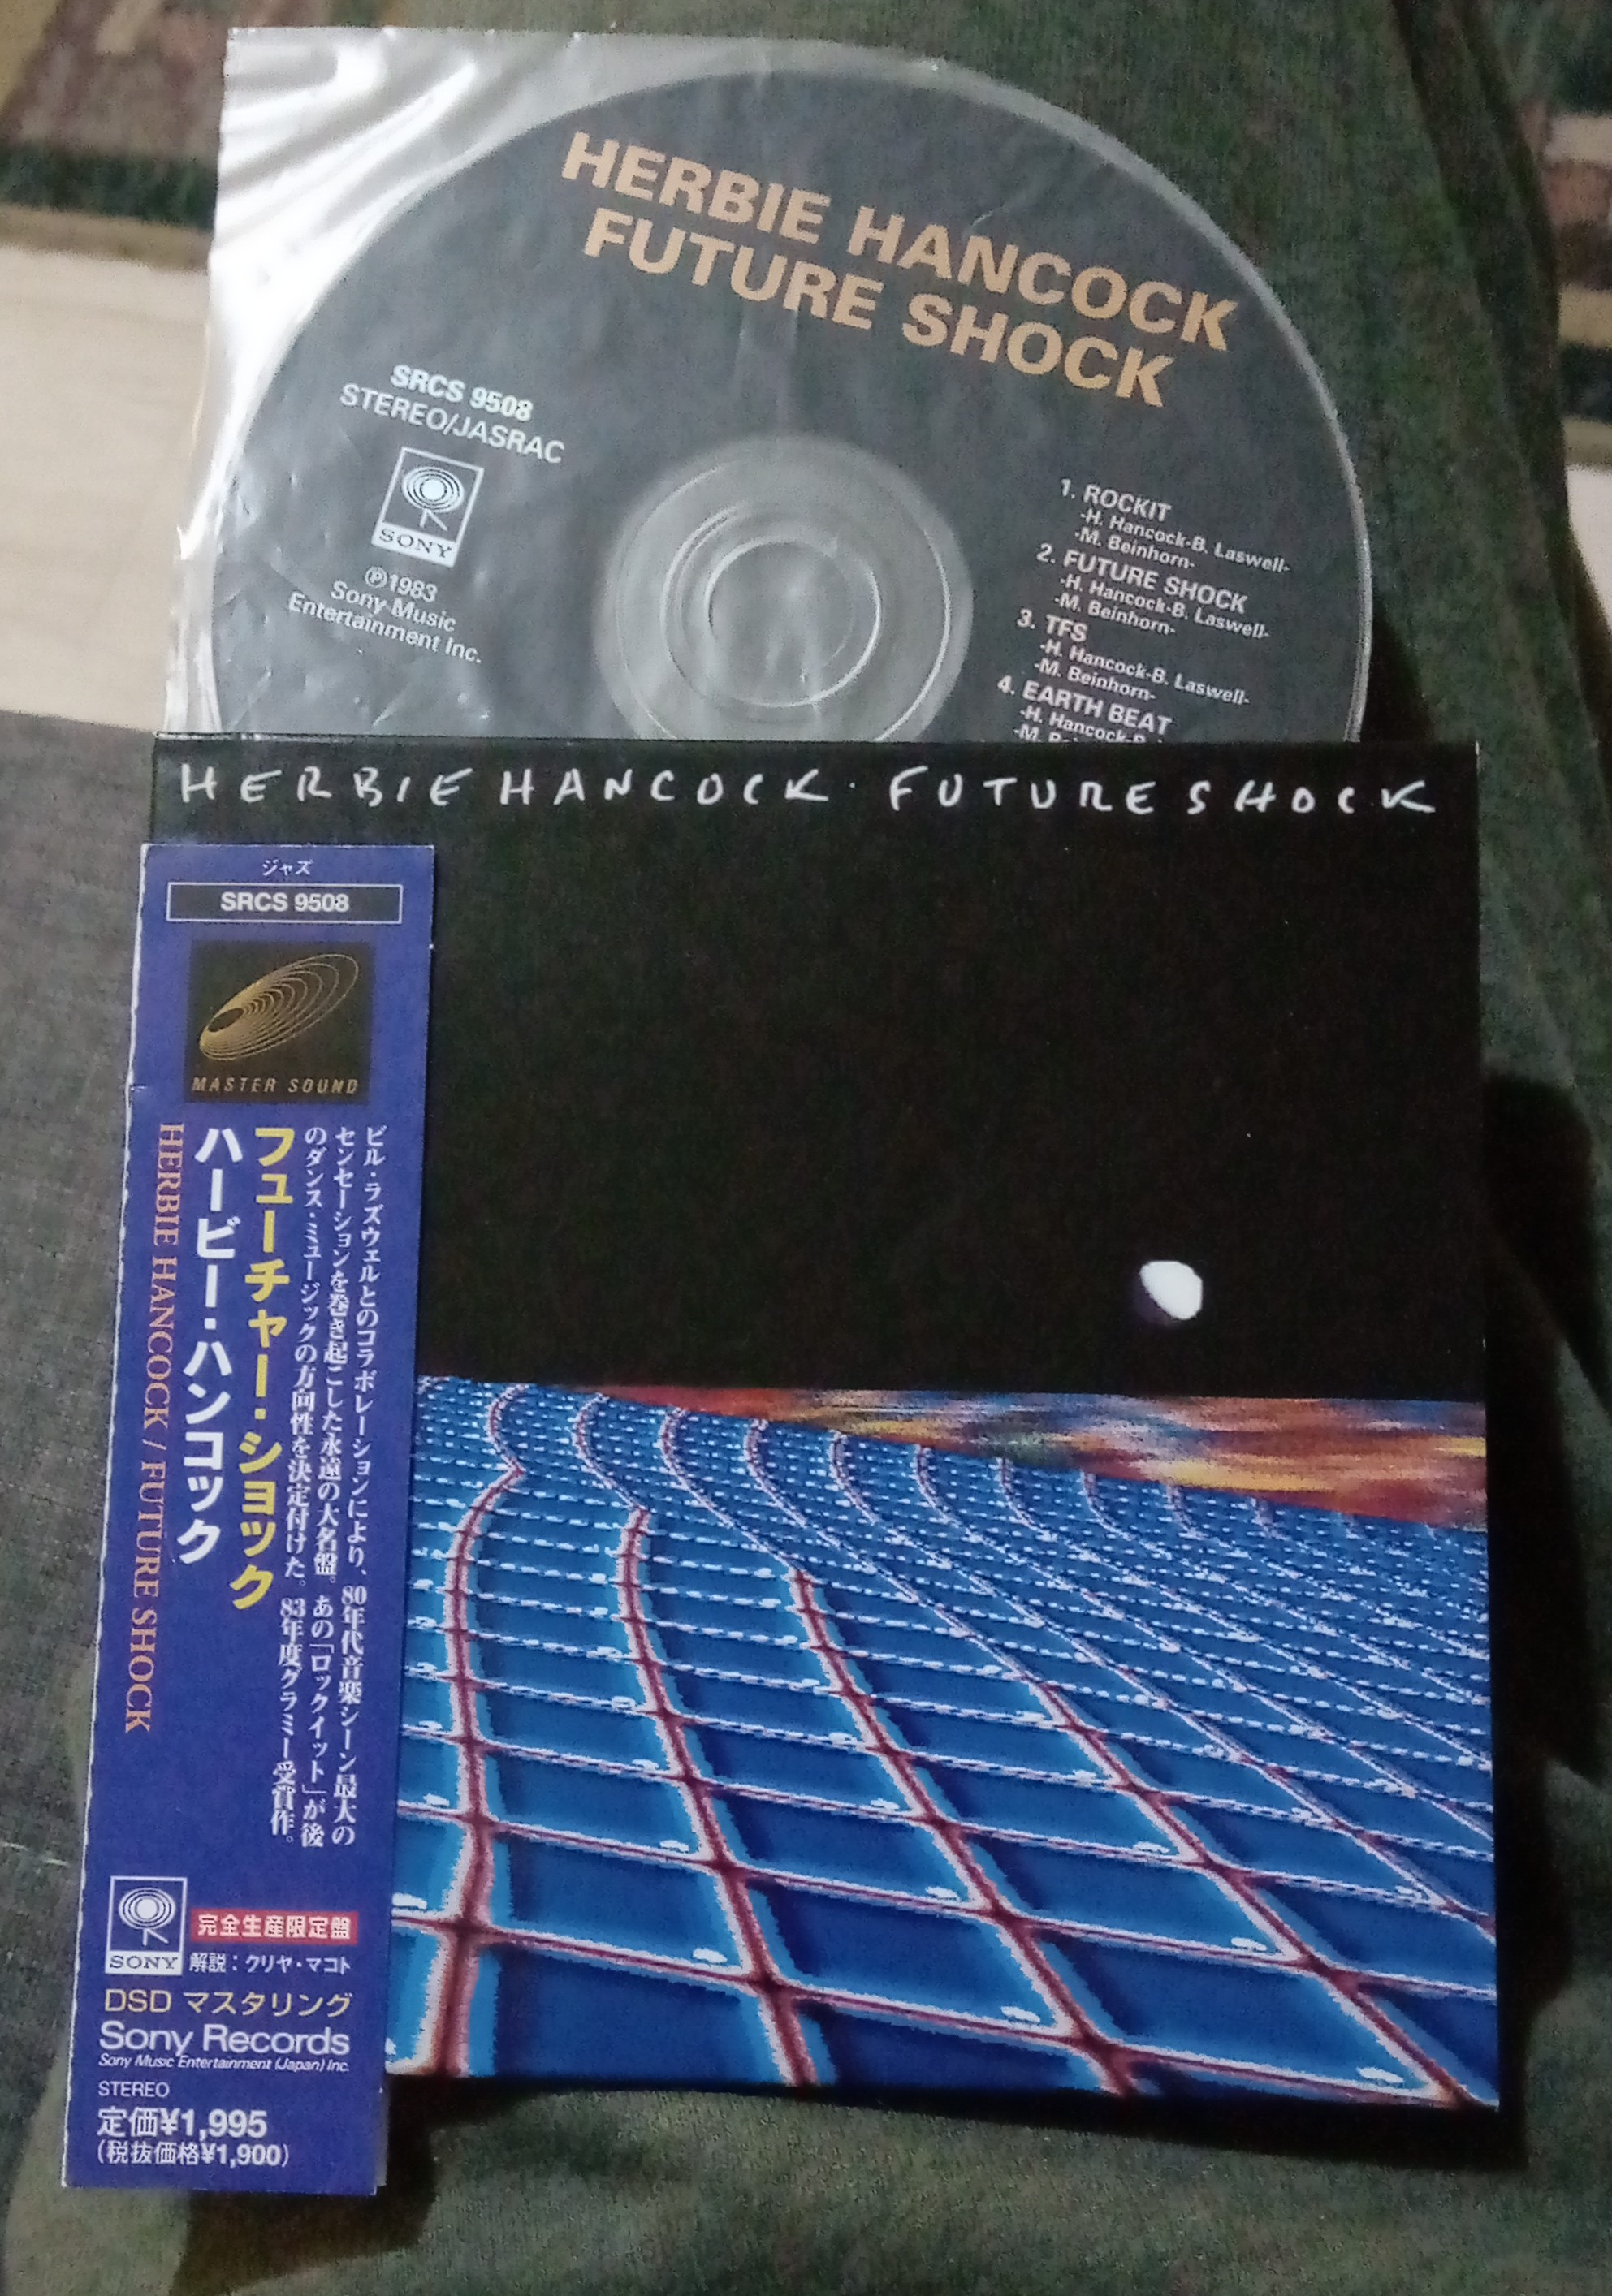 HERBIE HANCOCK
FUTURE SHOCK
SRCS 9508
STEREO/JASRAC
SONY
℗1983
Sony Music
Entertainment Inc.
1. ROCKIT
-H. Hancock-B. Laswell-
-M. Beinhorn-
2. FUTURE SHOCK
-H. Hancock-B. Laswell-
-M. Beinhorn-
3. TFS
-H. Hancock-B. Laswell-
-M. Beinhorn-
4. EARTH BEAT
-H. Hancock-B.
HERBIE HANCOCK · FUTURE SHOCK
ジャズ
SRCS 9508
MASTER SOUND
ビル・ラズウェルとのコラボレーションにより、80年代音楽シーン最大の
センセーションを巻き起こした永遠の大名盤。あの「ロックイット」が後
のダンス・ミュージックの方向性を決定付けた。83年度グラミー受賞作。
フューチャー・ショック
ハービー・ハンコック
HERBIE HANCOCK / FUTURE SHOCK
SONY
完全生産限定盤
解説：クリヤ・マコト
DSD マスタリング
Sony Records
Sony Music Entertainment (Japan) Inc.
STEREO
定価¥1,995
(税抜価格¥1,900)